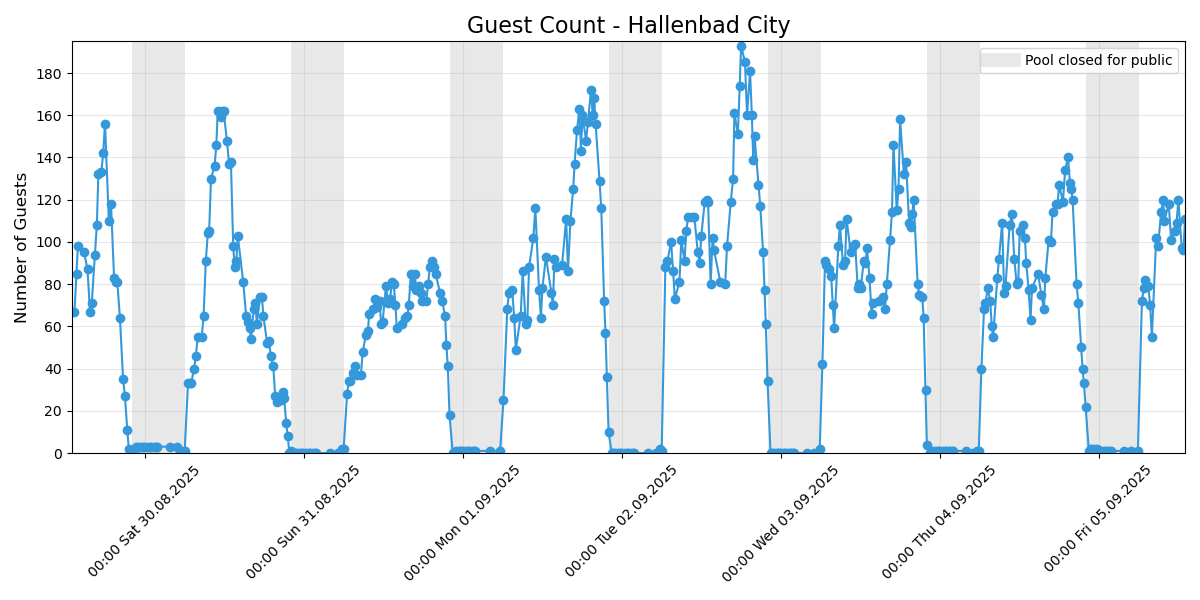 Guest Count - Hallenbad City
Pool closed for public
Number of Guests
180
160
140
120
100
80
60
40
20
0
00:00 Sat 30.08.2025
00:00 Sun 31.08.2025
00:00 Mon 01.09.2025
00:00 Tue 02.09.2025
00:00 Wed 03.09.2025
00:00 Thu 04.09.2025
00:00 Fri 05.09.2025